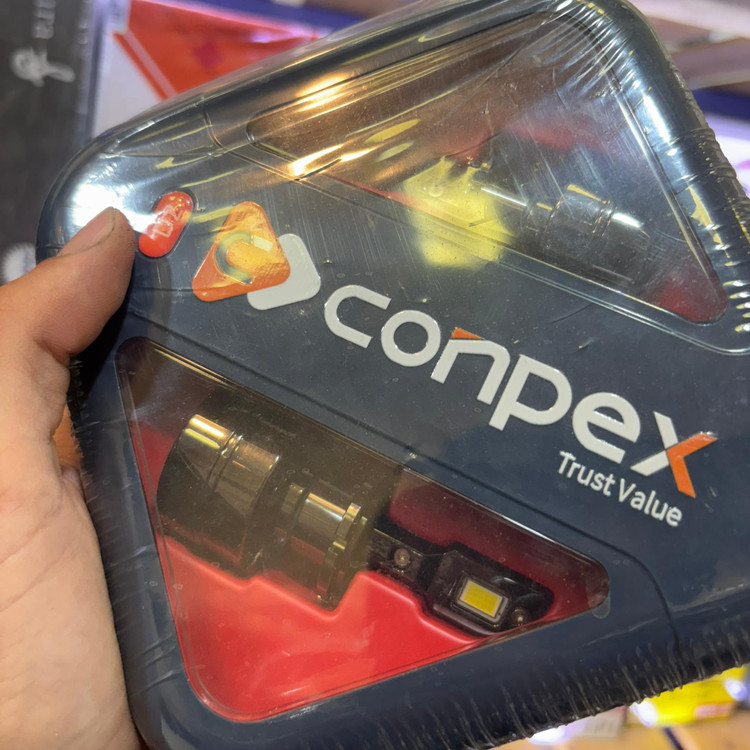 conpex
Trust Value